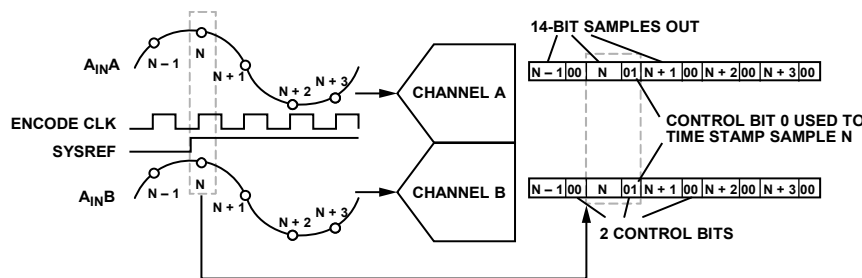 14-BIT SAMPLES OUT
AINA
N – 1
N
N + 1
N + 2
N + 3
CHANNEL A
N – 1 00 N 01 N + 1 00 N + 2 00 N + 3 00
ENCODE CLK
SYSREF
CONTROL BIT 0 USED TO
TIME STAMP SAMPLE N
AINB
N – 1
N
N + 1
N + 2
N + 3
CHANNEL B
N – 1 00 N 01 N + 1 00 N + 2 00 N + 3 00
2 CONTROL BITS